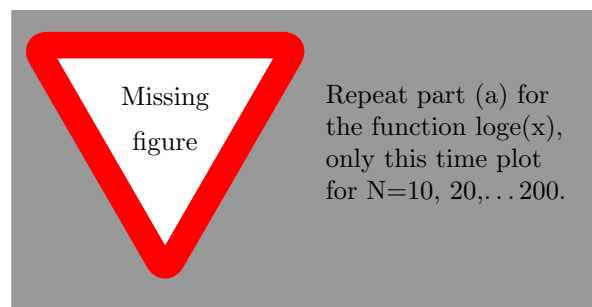 Missing
figure
Repeat part (a) for
the function loge(x),
only this time plot
for N=10, 20,...200.